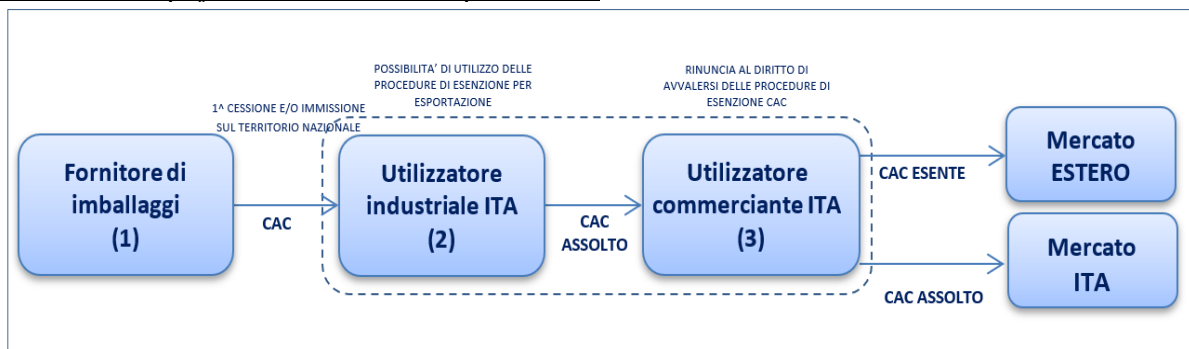 POSSIBILITA' DI UTILIZZO DELLE
PROCEDURE DI ESENZIONE PER
ESPORTAZIONE
RINUNCIA AL DIRITTO DI
AVVALERSI DELLE PROCEDURE DI
ESENZIONE CAC
1^ CESSIONE E/O IMMISSIONE
SUL TERRITORIO NAZIONALE
Fornitore di
imballaggi
(1)
CAC
Utilizzatore
industriale ITA
(2)
CAC
ASSOLTO
Utilizzatore
commerciante ITA
(3)
CAC ESENTE
Mercato
ESTERO
CAC ASSOLTO
Mercato
ITA